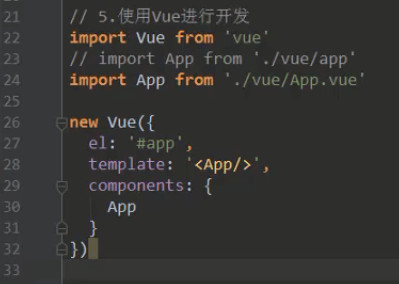 21 // 5.使用Vue进行开发
22 import Vue from 'vue'
23 // import App from './vue/app'
24 import App from './vue/App.vue'
25
26 new Vue({
27 el: '#app',
28 template: '<App/>',
29 components: {
30 App
31 }
32 })
33